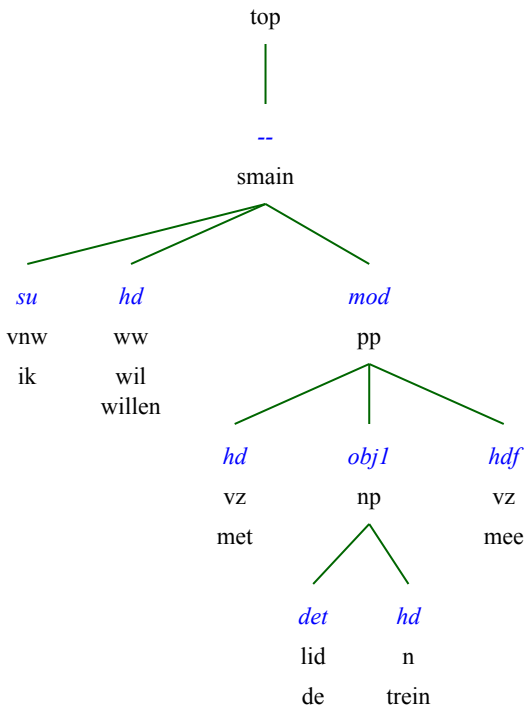 top
--
smain
su hd mod
vnw ww pp
ik wil
willen
hd obj1 hdf
vz np vz
met mee
det hd
lid n
de trein